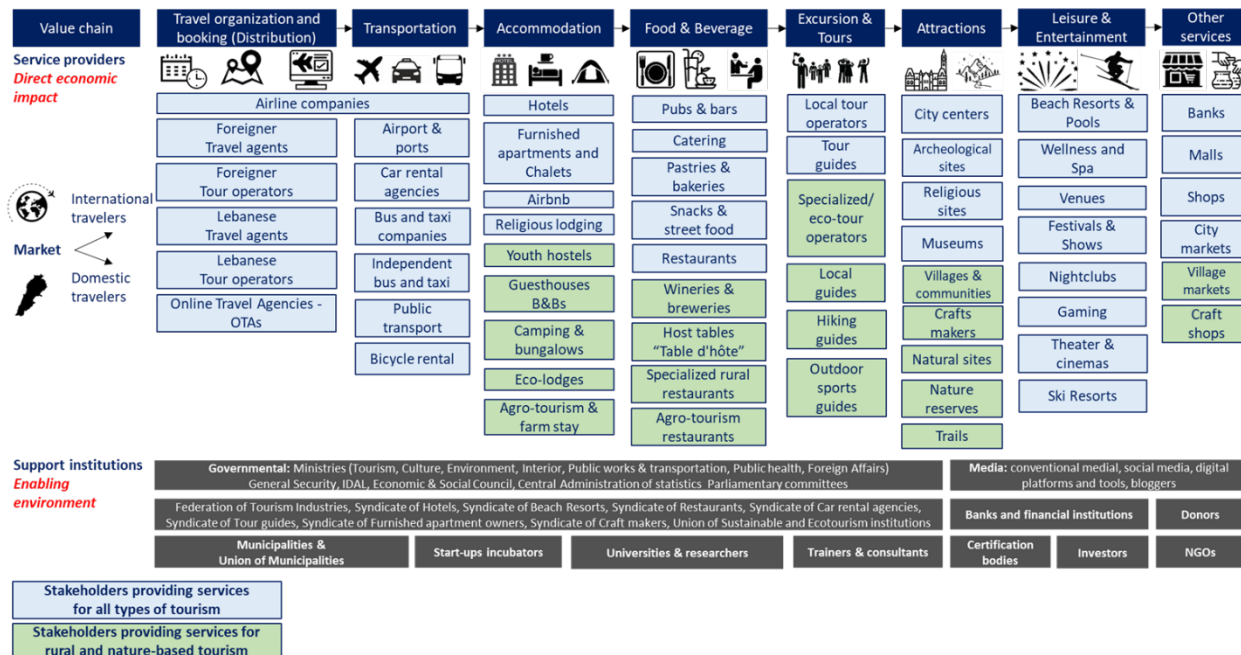 Value chain
Travel organization and
booking (Distribution)
Transportation
Accommodation
Food & Beverage
Excursion &
Tours
Attractions
Leisure &
Entertainment
Other
services
Service providers
Direct economic
impact
Airline companies
Foreigner
Travel agents
Foreigner
Tour operators
Lebanese
Travel agents
Lebanese
Tour operators
Online Travel Agencies -
OTAs
Airport &
ports
Car rental
agencies
Bus and taxi
companies
Independent
bus and taxi
Public
transport
Bicycle rental
Hotels
Furnished
apartments and
Chalets
Airbnb
Religious lodging
Youth hostels
Guesthouses
B&Bs
Camping &
bungalows
Eco-lodges
Agro-tourism &
farm stay
Pubs & bars
Catering
Pastries &
bakeries
Snacks &
street food
Restaurants
Wineries &
breweries
Host tables
“Table d'hôte”
Specialized rural
restaurants
Agro-tourism
restaurants
Local tour
operators
Tour
guides
Specialized/
eco-tour
operators
Local
guides
Hiking
guides
Outdoor
sports
guides
City centers
Archeological
sites
Religious
sites
Museums
Villages &
communities
Crafts
makers
Natural sites
Nature
reserves
Trails
Beach Resorts &
Pools
Wellness and
Spa
Venues
Festivals &
Shows
Nightclubs
Gaming
Theater &
cinemas
Ski Resorts
Banks
Malls
Shops
City
markets
Village
markets
Craft
shops
International
travelers
Market
Domestic
travelers
Support institutions
Enabling
environment
Governmental: Ministries (Tourism, Culture, Environment, Interior, Public works & transportation, Public health, Foreign Affairs)
General Security, IDAL, Economic & Social Council, Central Administration of statistics Parliamentary committees
Media: conventional medial, social media, digital
platforms and tools, bloggers
Federation of Tourism Industries, Syndicate of Hotels, Syndicate of Beach Resorts, Syndicate of Restaurants, Syndicate of Car rental agencies,
Syndicate of Tour guides, Syndicate of Furnished apartment owners, Syndicate of Craft makers, Union of Sustainable and Ecotourism institutions
Banks and financial institutions
Donors
Municipalities &
Union of Municipalities
Start-ups incubators
Universities & researchers
Trainers & consultants
Certification
bodies
Investors
NGOs
Stakeholders providing services
for all types of tourism
Stakeholders providing services for
rural and nature-based tourism